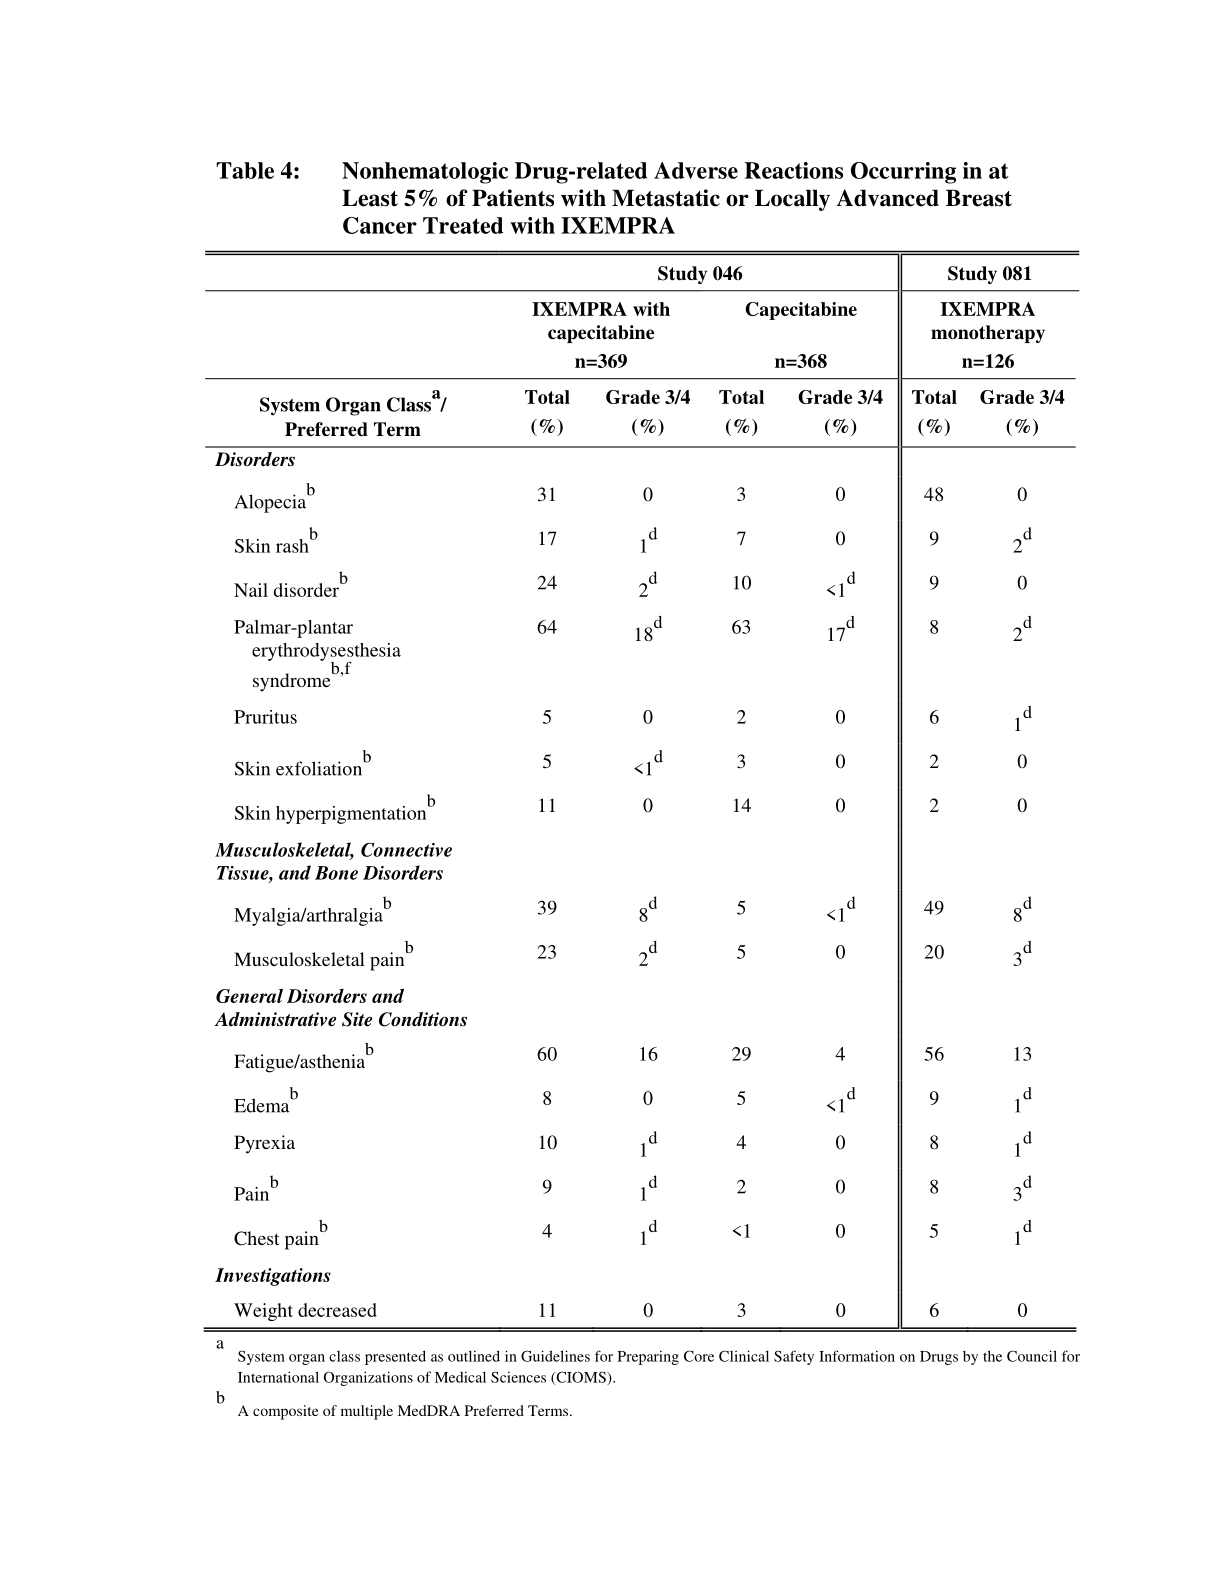 Table 4: Nonhematologic Drug-related Adverse Reactions Occurring in at
Least 5% of Patients with Metastatic or Locally Advanced Breast
Cancer Treated with IXEMPRA
Study 046 Study 081
IXEMPRA with Capecitabine IXEMPRA
capecitabine monotherapy
n=369 n=368 n=126
System Organ Class^a/ Total Grade 3/4 Total Grade 3/4 Total Grade 3/4
Preferred Term (%) (%) (%) (%) (%) (%)
Disorders
Alopecia^b 31 0 3 0 48 0
Skin rash^b 17 1^d 7 0 9 2^d
Nail disorder^b 24 2^d 10 <1^d 9 0
Palmar-plantar 64 18^d 63 17^d 8 2^d
erythrodysesthesia
syndrome^b,f
Pruritus 5 0 2 0 6 1^d
Skin exfoliation^b 5 <1^d 3 0 2 0
Skin hyperpigmentation^b 11 0 14 0 2 0
Musculoskeletal, Connective
Tissue, and Bone Disorders
Myalgia/arthralgia^b 39 8^d 5 <1^d 49 8^d
Musculoskeletal pain^b 23 2^d 5 0 20 3^d
General Disorders and
Administrative Site Conditions
Fatigue/asthenia^b 60 16 29 4 56 13
Edema^b 8 0 5 <1^d 9 1^d
Pyrexia 10 1^d 4 0 8 1^d
Pain^b 9 1^d 2 0 8 3^d
Chest pain^b 4 1^d <1 0 5 1^d
Investigations
Weight decreased 11 0 3 0 6 0
a System organ class presented as outlined in Guidelines for Preparing Core Clinical Safety Information on Drugs by the Council for
International Organizations of Medical Sciences (CIOMS).
b A composite of multiple MedDRA Preferred Terms.